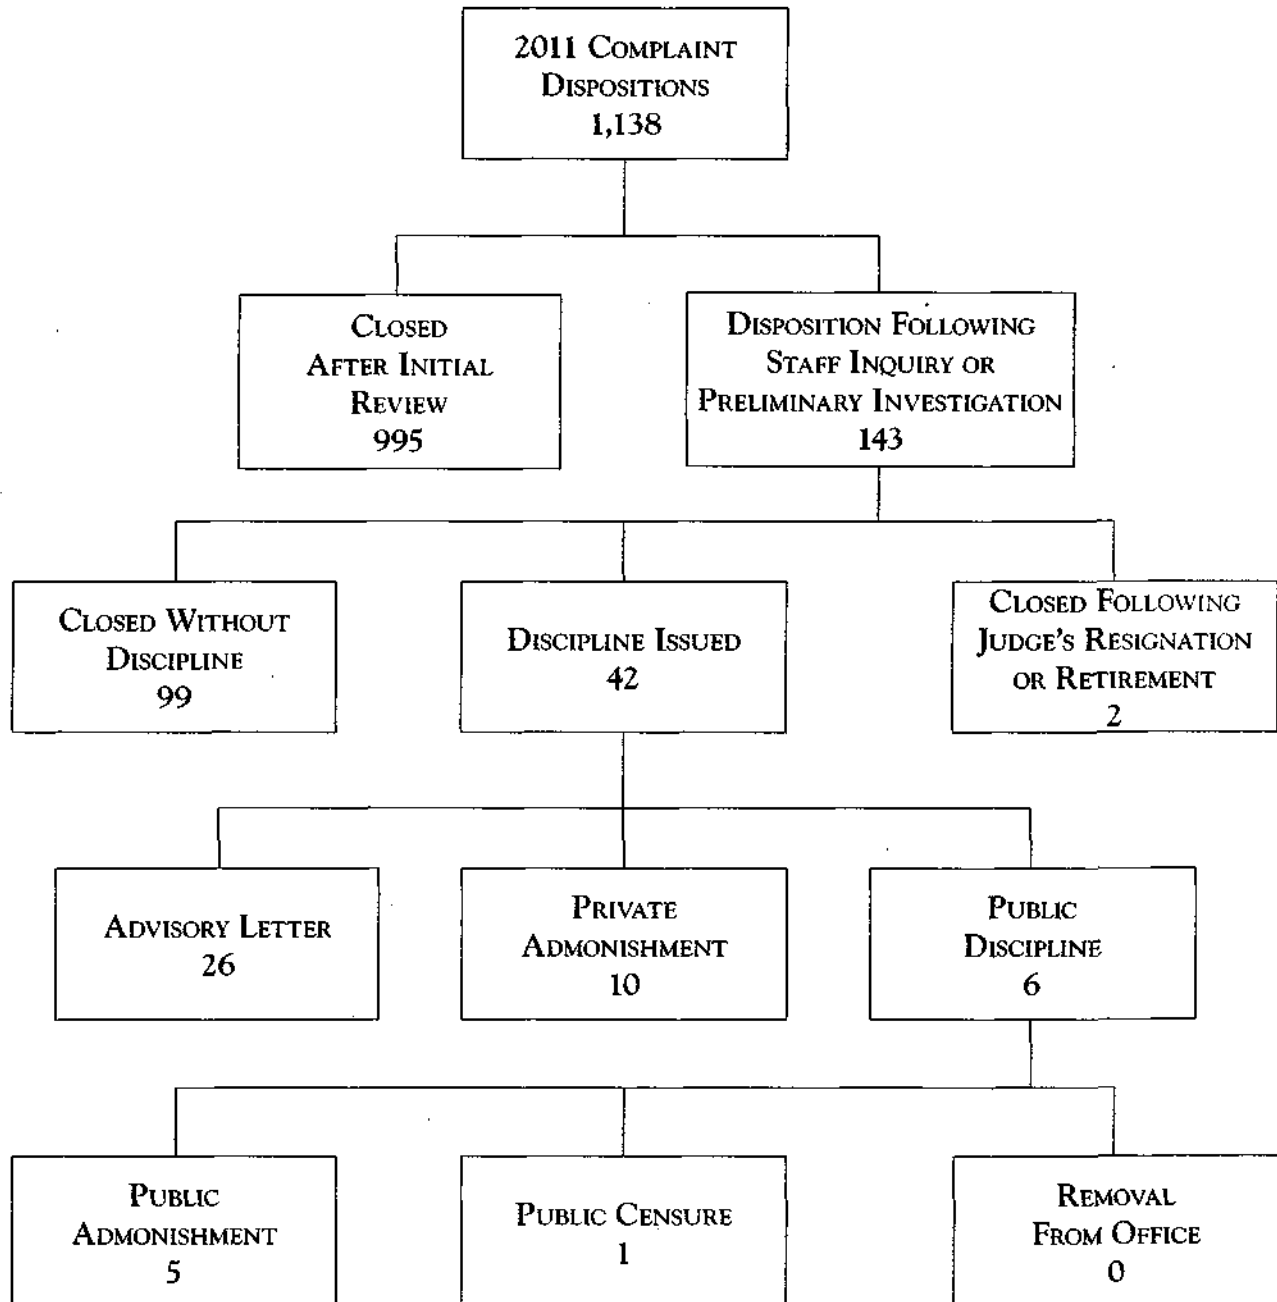 2011 COMPLAINT
DISPOSITIONS
1,138
CLOSED
AFTER INITIAL
REVIEW
995
DISPOSITION FOLLOWING
STAFF INQUIRY OR
PRELIMINARY INVESTIGATION
143
CLOSED WITHOUT
DISCIPLINE
99
DISCIPLINE ISSUED
42
CLOSED FOLLOWING
JUDGE'S RESIGNATION
OR RETIREMENT
2
ADVISORY LETTER
26
PRIVATE
ADMONISHMENT
10
PUBLIC
DISCIPLINE
6
PUBLIC
ADMONISHMENT
5
PUBLIC CENSURE
1
REMOVAL
FROM OFFICE
0